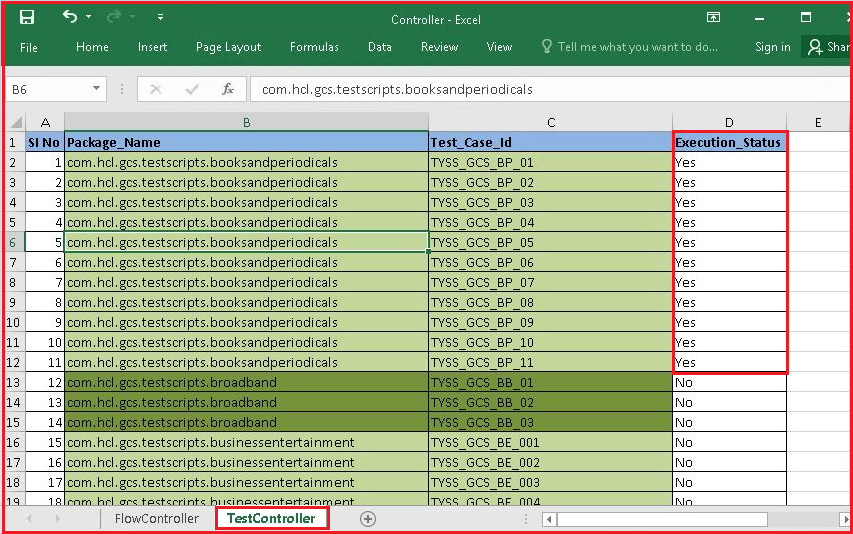 Controller - Excel
File Home Insert Page Layout Formulas Data Review View Tell me what you want to do... Sign in Shar
B6 fx com.hcl.gcs.testscripts.booksandperiodicals
A B C D E
1 SI No Package_Name Test_Case_Id Execution_Status
2 1 com.hcl.gcs.testscripts.booksandperiodicals TYSS_GCS_BP_01 Yes
3 2 com.hcl.gcs.testscripts.booksandperiodicals TYSS_GCS_BP_02 Yes
4 3 com.hcl.gcs.testscripts.booksandperiodicals TYSS_GCS_BP_03 Yes
5 4 com.hcl.gcs.testscripts.booksandperiodicals TYSS_GCS_BP_04 Yes
6 5 com.hcl.gcs.testscripts.booksandperiodicals TYSS_GCS_BP_05 Yes
7 6 com.hcl.gcs.testscripts.booksandperiodicals TYSS_GCS_BP_06 Yes
8 7 com.hcl.gcs.testscripts.booksandperiodicals TYSS_GCS_BP_07 Yes
9 8 com.hcl.gcs.testscripts.booksandperiodicals TYSS_GCS_BP_08 Yes
10 9 com.hcl.gcs.testscripts.booksandperiodicals TYSS_GCS_BP_09 Yes
11 10 com.hcl.gcs.testscripts.booksandperiodicals TYSS_GCS_BP_10 Yes
12 11 com.hcl.gcs.testscripts.booksandperiodicals TYSS_GCS_BP_11 Yes
13 12 com.hcl.gcs.testscripts.broadband TYSS_GCS_BB_01 No
14 13 com.hcl.gcs.testscripts.broadband TYSS_GCS_BB_02 No
15 14 com.hcl.gcs.testscripts.broadband TYSS_GCS_BB_03 No
16 15 com.hcl.gcs.testscripts.businessentertainment TYSS_GCS_BE_001 No
17 16 com.hcl.gcs.testscripts.businessentertainment TYSS_GCS_BE_002 No
18 17 com.hcl.gcs.testscripts.businessentertainment TYSS_GCS_BE_003 No
19 18 com.hcl.gcs.testscripts.businessentertainment TYSS_GCS_BE_004 No
FlowController TestController